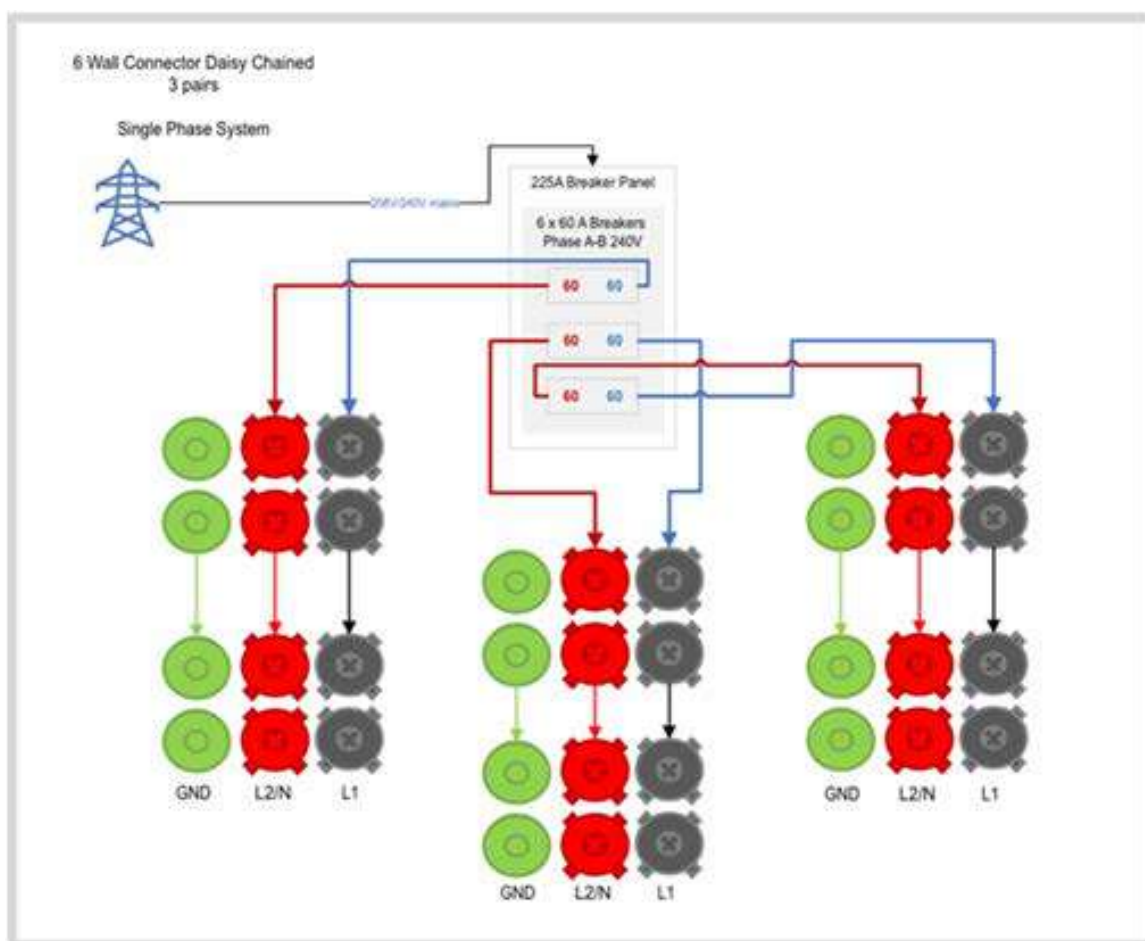 6 Wall Connector Daisy Chained
3 pairs
Single Phase System
225A Breaker Panel
6 x 60 A Breakers
Phase A-B 240V
60 60
60 60
60 60
GND L2/N L1
GND L2/N L1
GND L2/N L1